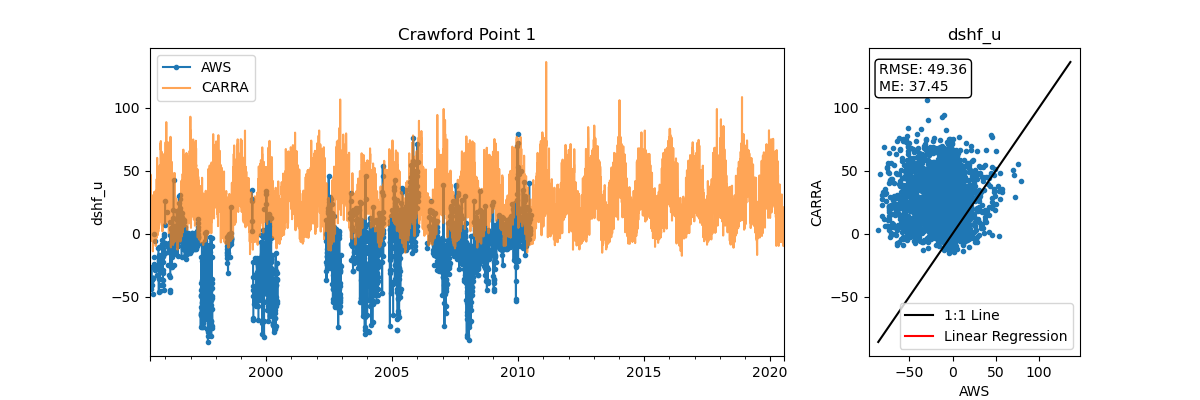 Crawford Point 1
AWS
CARRA
dshf_u
100
50
0
−50
2000
2005
2010
2015
2020
dshf_u
RMSE: 49.36
ME: 37.45
CARRA
100
50
0
−50
1:1 Line
Linear Regression
−50
0
50
100
AWS